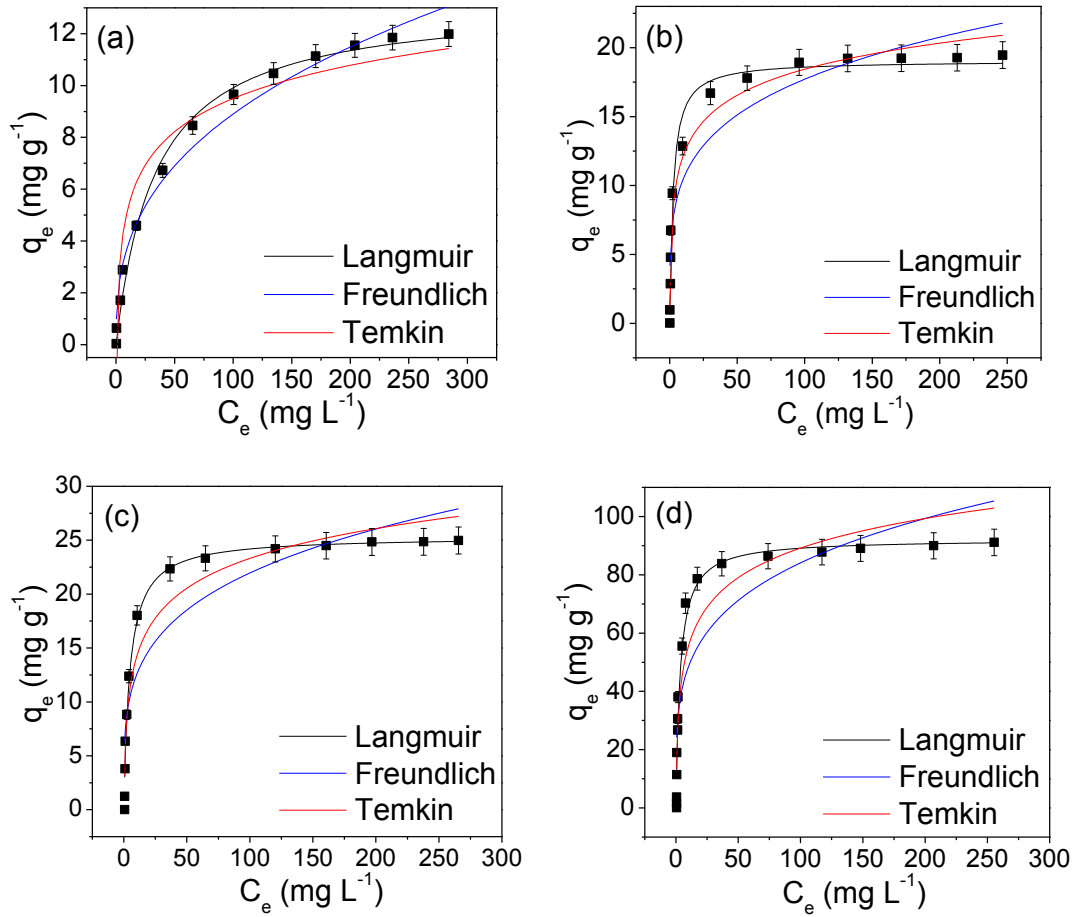 (a)
12
10
8
6
4
2
0
q_e (mg g^-1)
Langmuir
Freundlich
Temkin
0 50 100 150 200 250 300
C_e (mg L^-1)
(b)
20
15
10
5
0
q_e (mg g^-1)
Langmuir
Freundlich
Temkin
0 50 100 150 200 250
C_e (mg L^-1)
(c)
30
25
20
15
10
5
0
q_e (mg g^-1)
Langmuir
Freundlich
Temkin
0 50 100 150 200 250 300
C_e (mg L^-1)
(d)
100
80
60
40
20
0
q_e (mg g^-1)
Langmuir
Freundlich
Temkin
0 50 100 150 200 250 300
C_e (mg L^-1)